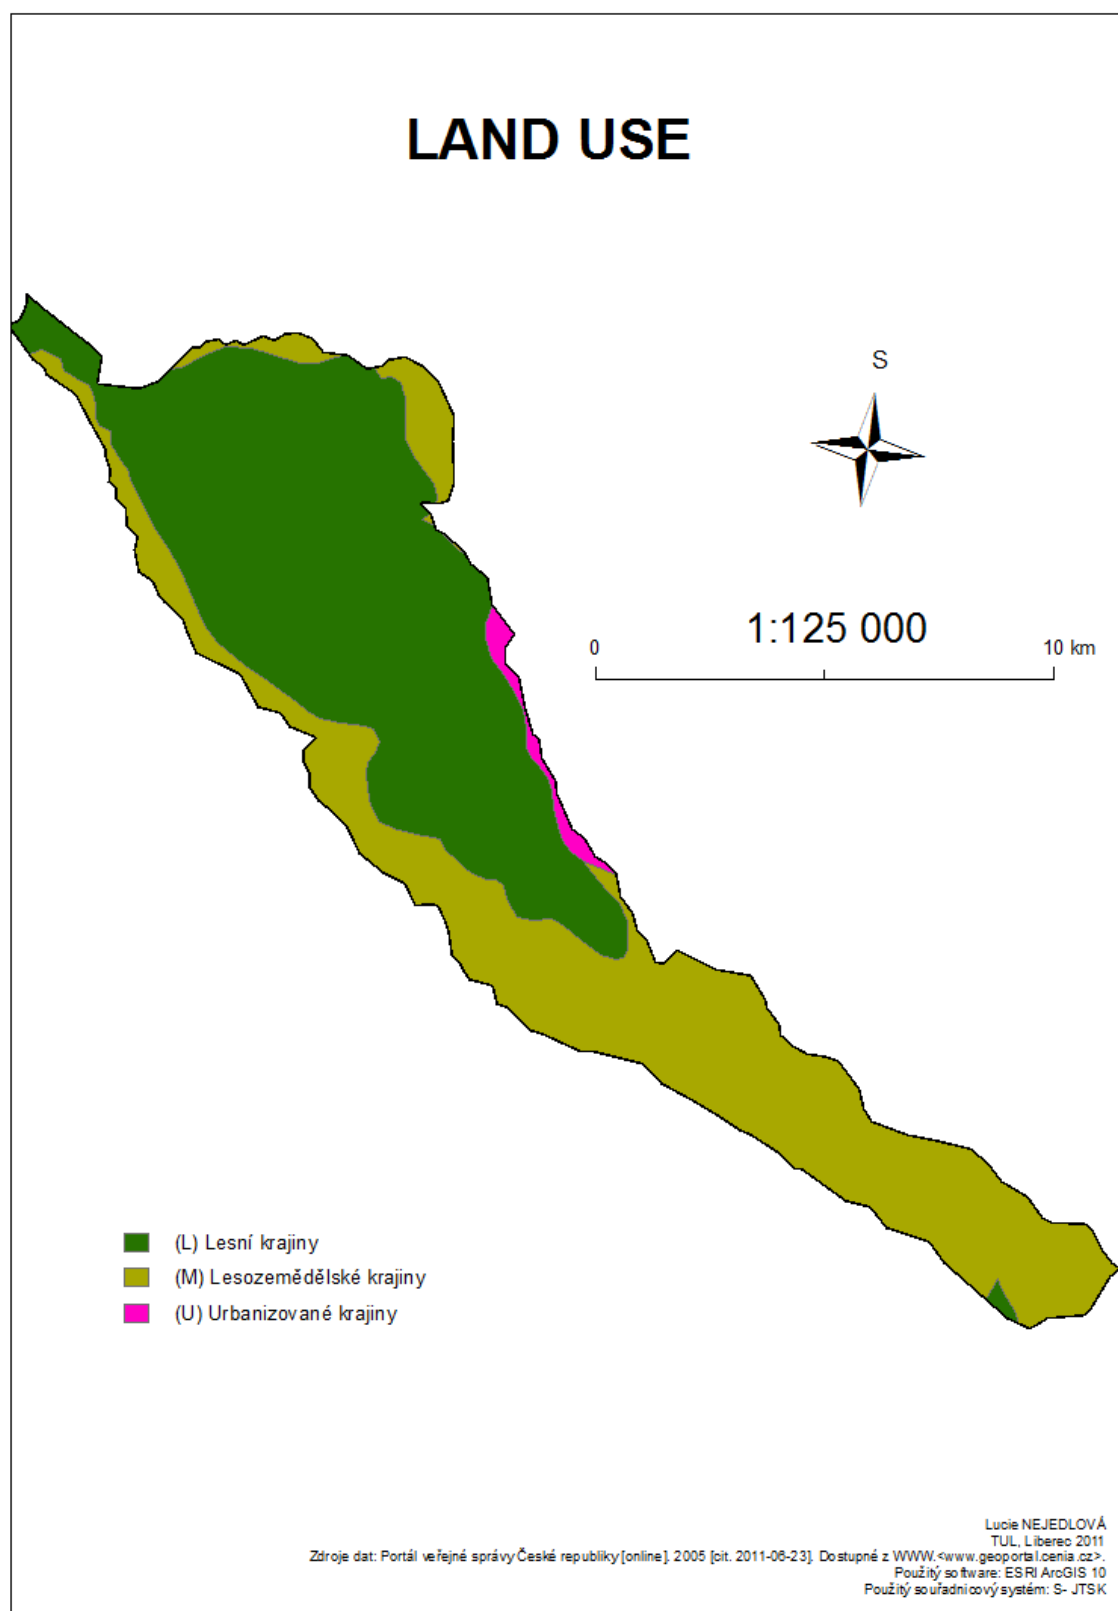 LAND USE
S
1:125 000
0 10 km
(L) Lesní krajiny
(M) Lesozemědělské krajiny
(U) Urbanizované krajiny
Lucie NEJEDLOVÁ
TUL, Liberec 2011
Zdroje dat: Portál veřejné správy České republiky [online]. 2005 [cit. 2011-06-23]. Dostupné z WWW.<www.geoportal.cenia.cz>.
Použitý software: ESRI ArcGIS 10
Použitý souřadnicový systém: S- JTSK